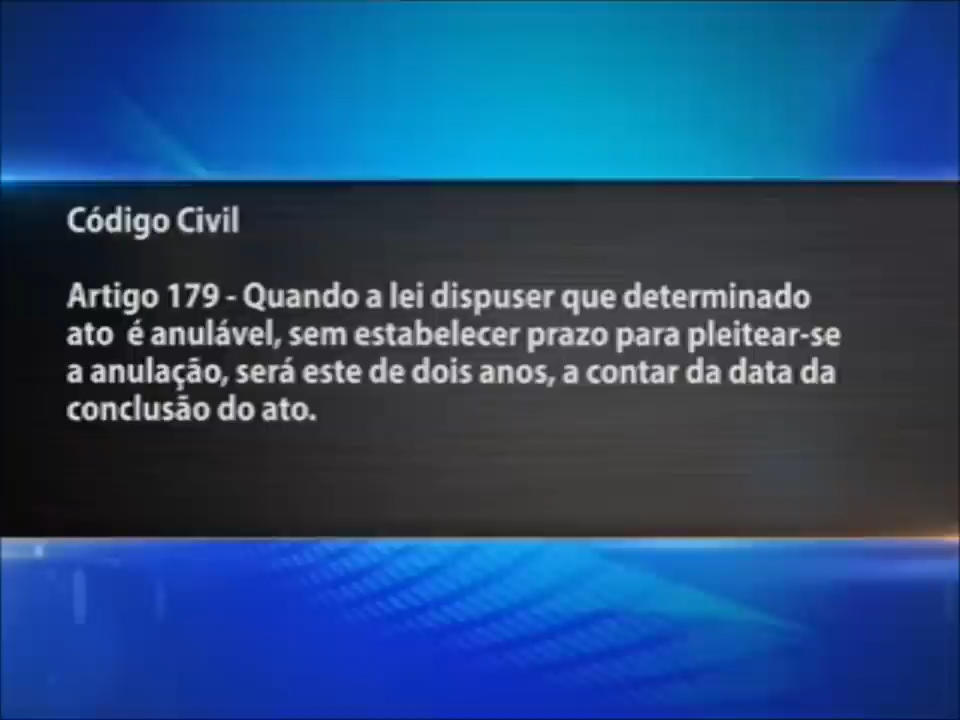 Código Civil
Artigo 179 - Quando a lei dispuser que determinado
ato é anulável, sem estabelecer prazo para pleitear-se
a anulação, será este de dois anos, a contar da data da
conclusão do ato.